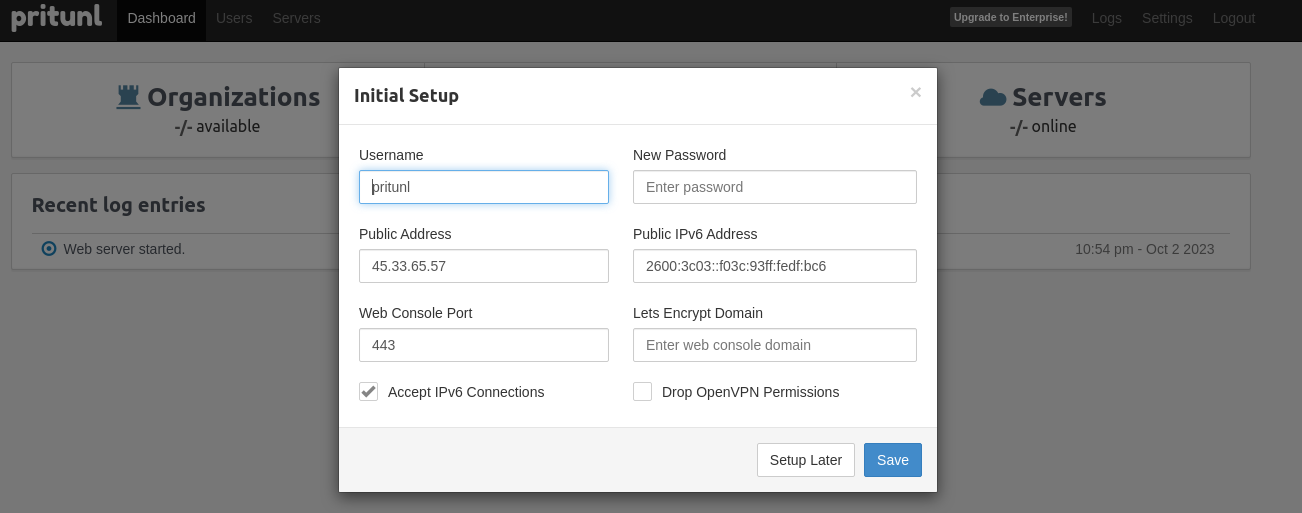 pritunl Dashboard Users Servers Upgrade to Enterprise! Logs Settings Logout
Organizations
-/- available
Servers
-/- online
Recent log entries
Web server started.
10:54 pm - Oct 2 2023
Initial Setup ×
Username New Password
pritunl Enter password
Public Address Public IPv6 Address
45.33.65.57 2600:3c03::f03c:93ff:fedf:bc6
Web Console Port Lets Encrypt Domain
443 Enter web console domain
Accept IPv6 Connections Drop OpenVPN Permissions
Setup Later Save